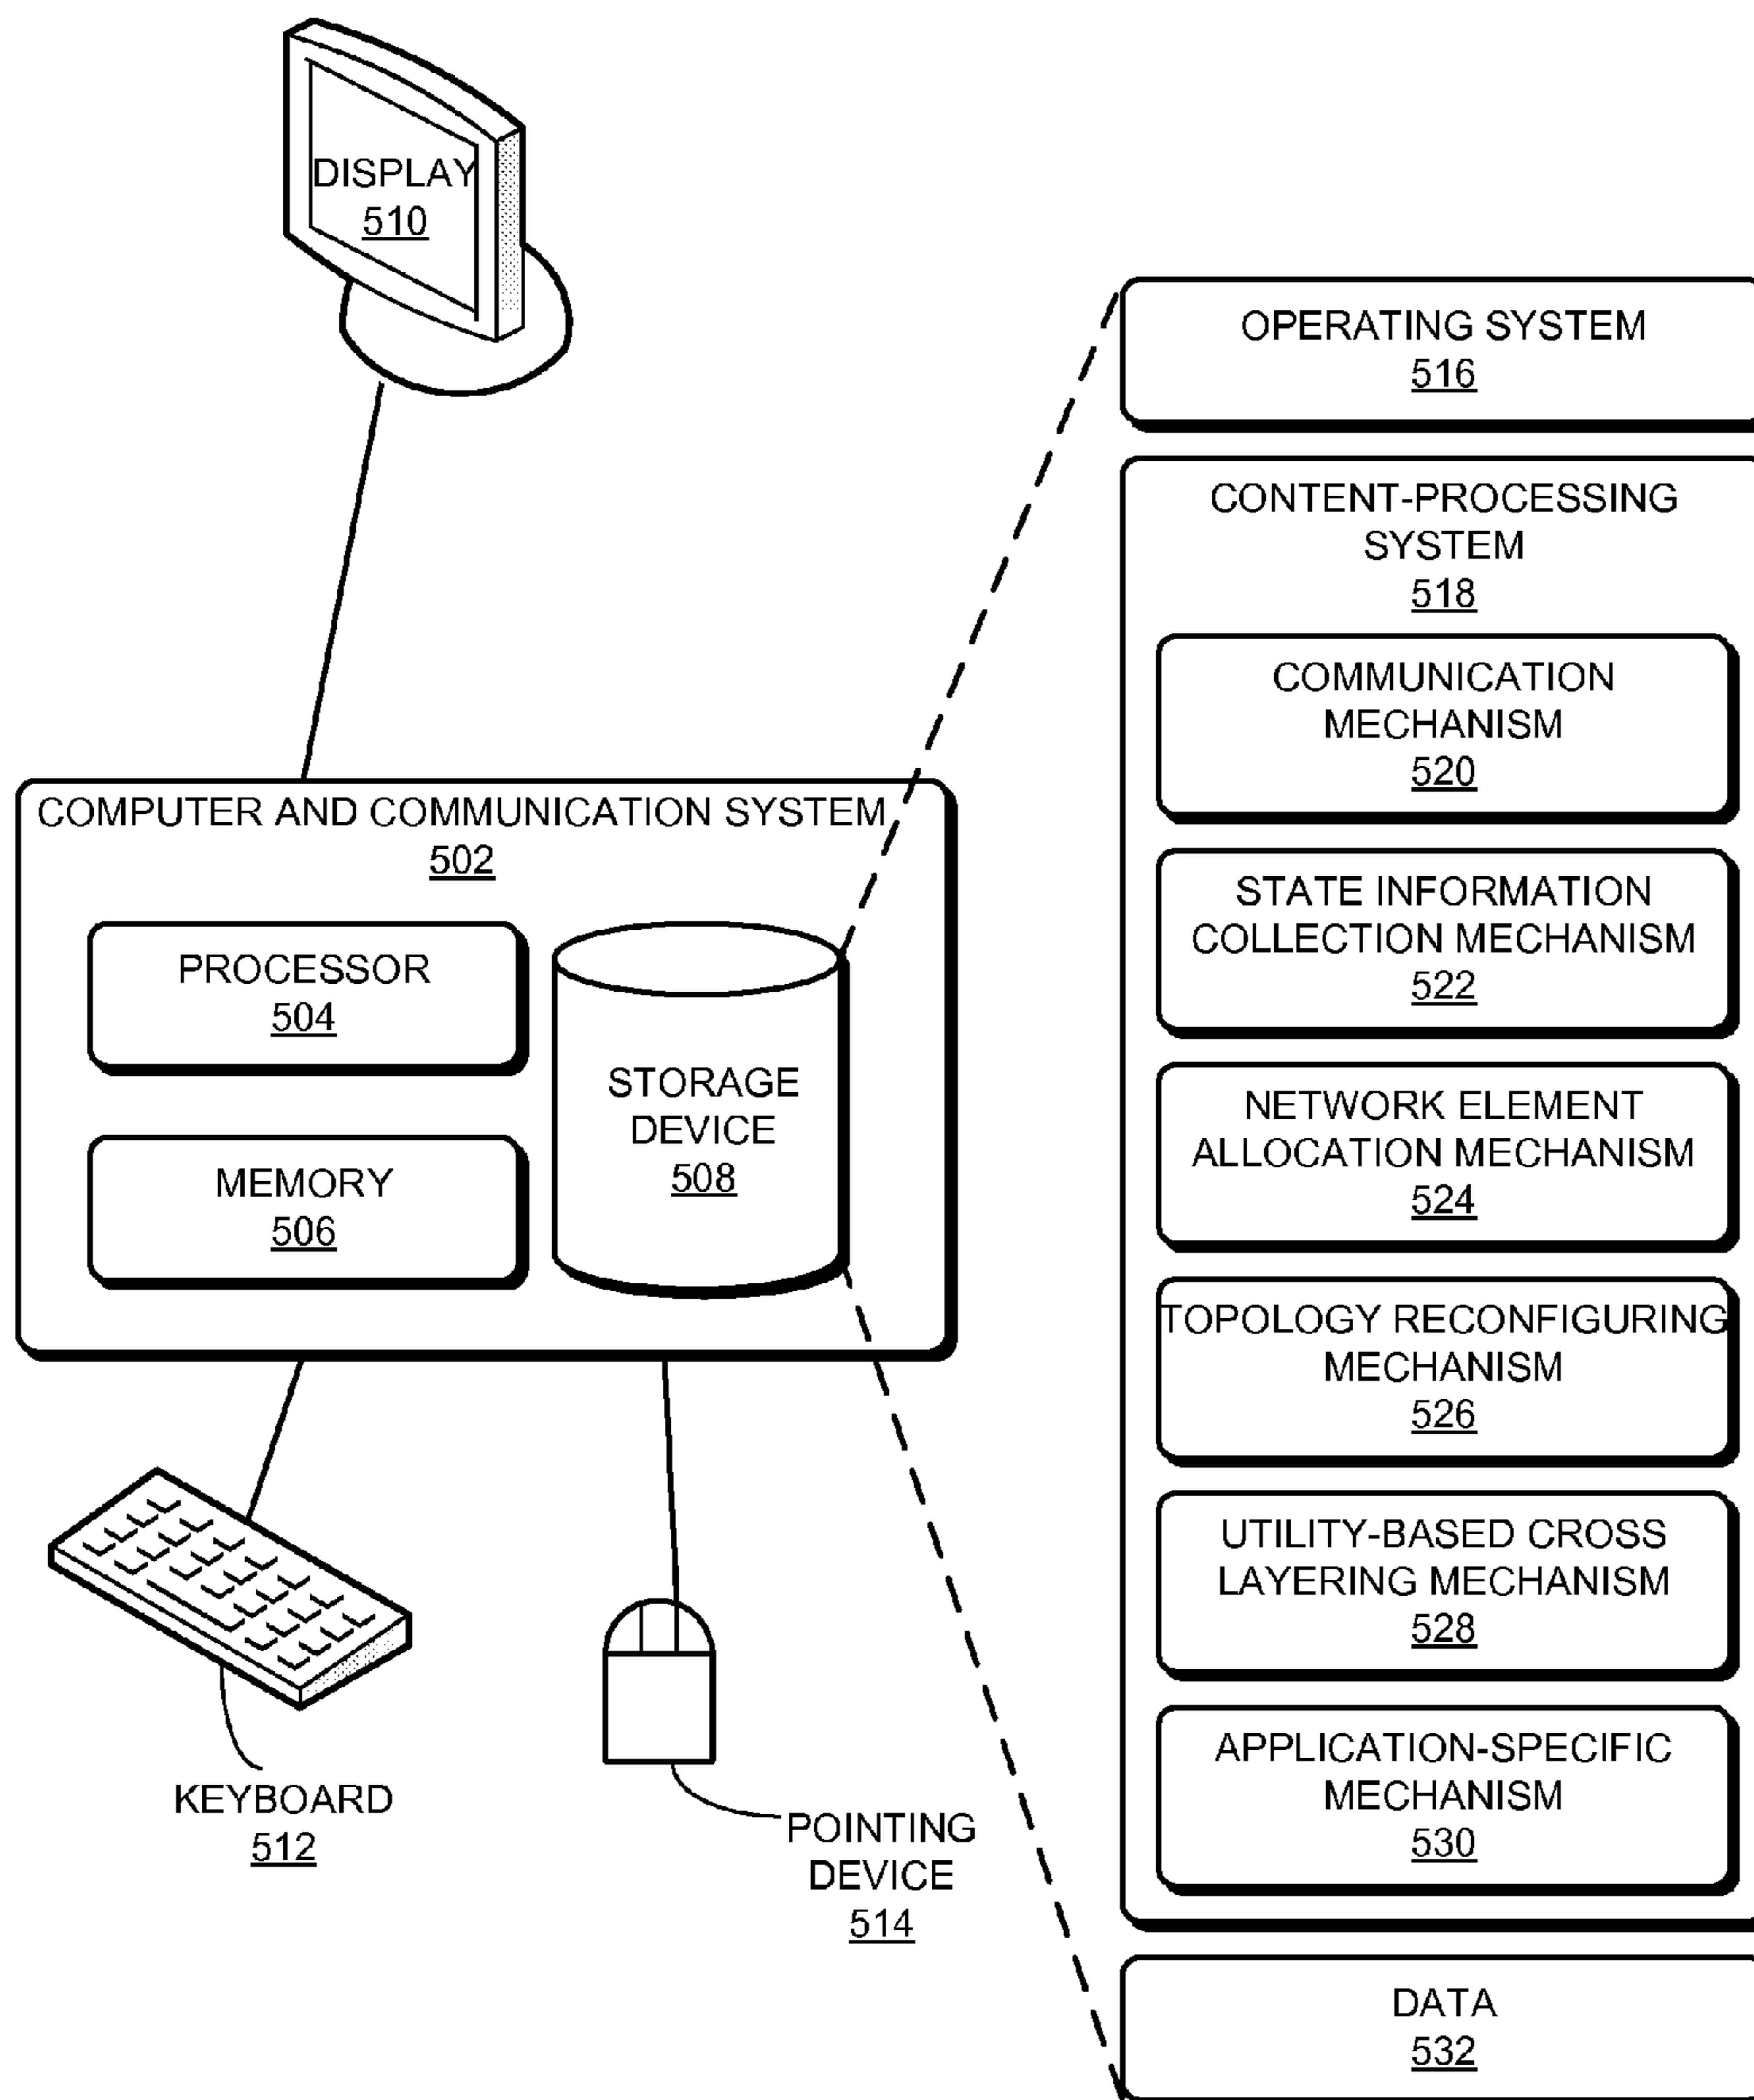 DISPLAY
510
COMPUTER AND COMMUNICATION SYSTEM
502
PROCESSOR
504
MEMORY
506
STORAGE
DEVICE
508
KEYBOARD
512
POINTING
DEVICE
514
OPERATING SYSTEM
516
CONTENT-PROCESSING
SYSTEM
518
COMMUNICATION
MECHANISM
520
STATE INFORMATION
COLLECTION MECHANISM
522
NETWORK ELEMENT
ALLOCATION MECHANISM
524
TOPOLOGY RECONFIGURING
MECHANISM
526
UTILITY-BASED CROSS
LAYERING MECHANISM
528
APPLICATION-SPECIFIC
MECHANISM
530
DATA
532